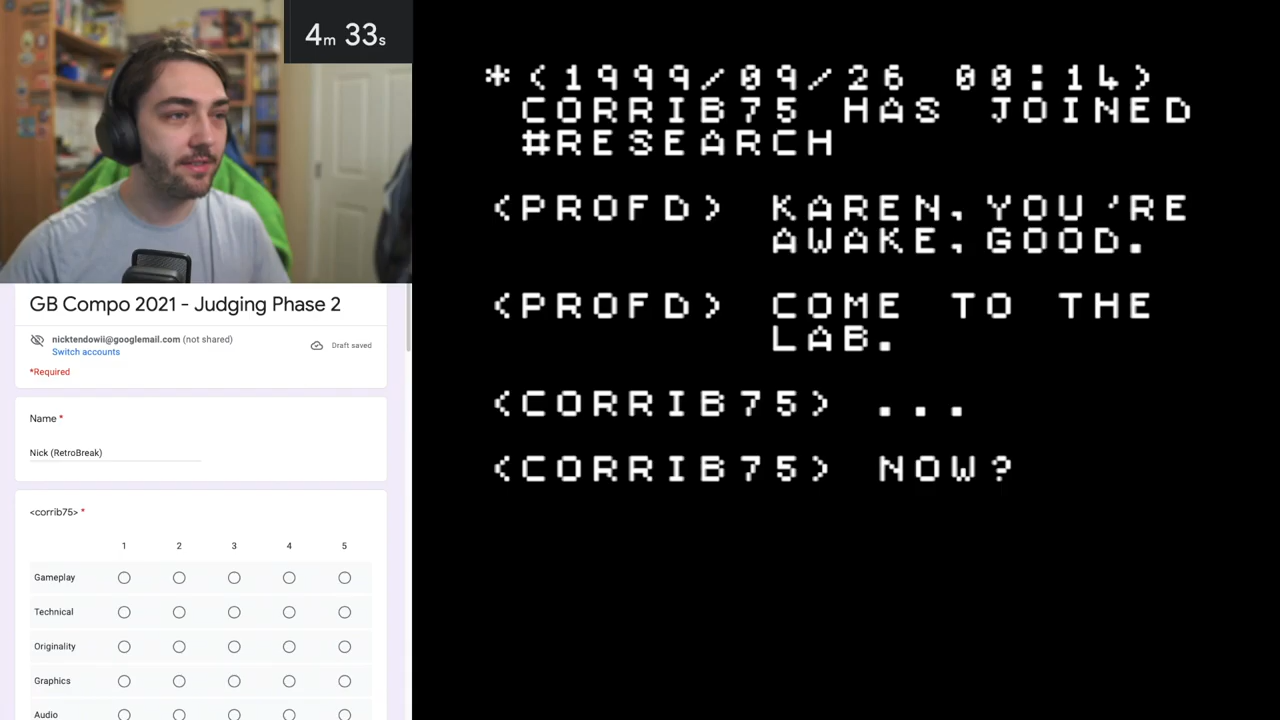 4m 33s
GB Compo 2021 - Judging Phase 2
nicktendowii@googlemail.com (not shared)
Switch accounts
Draft saved
*Required
Name *
Nick (RetroBreak)
<corrib75> *
1 2 3 4 5
Gameplay
Technical
Originality
Graphics
Audio
*<1999/09/26 00:14>
CORRIB75 HAS JOINED
#RESEARCH
<PROFD> KAREN, YOU'RE
AWAKE, GOOD.
<PROFD> COME TO THE
LAB.
<CORRIB75> ...
<CORRIB75> NOW?